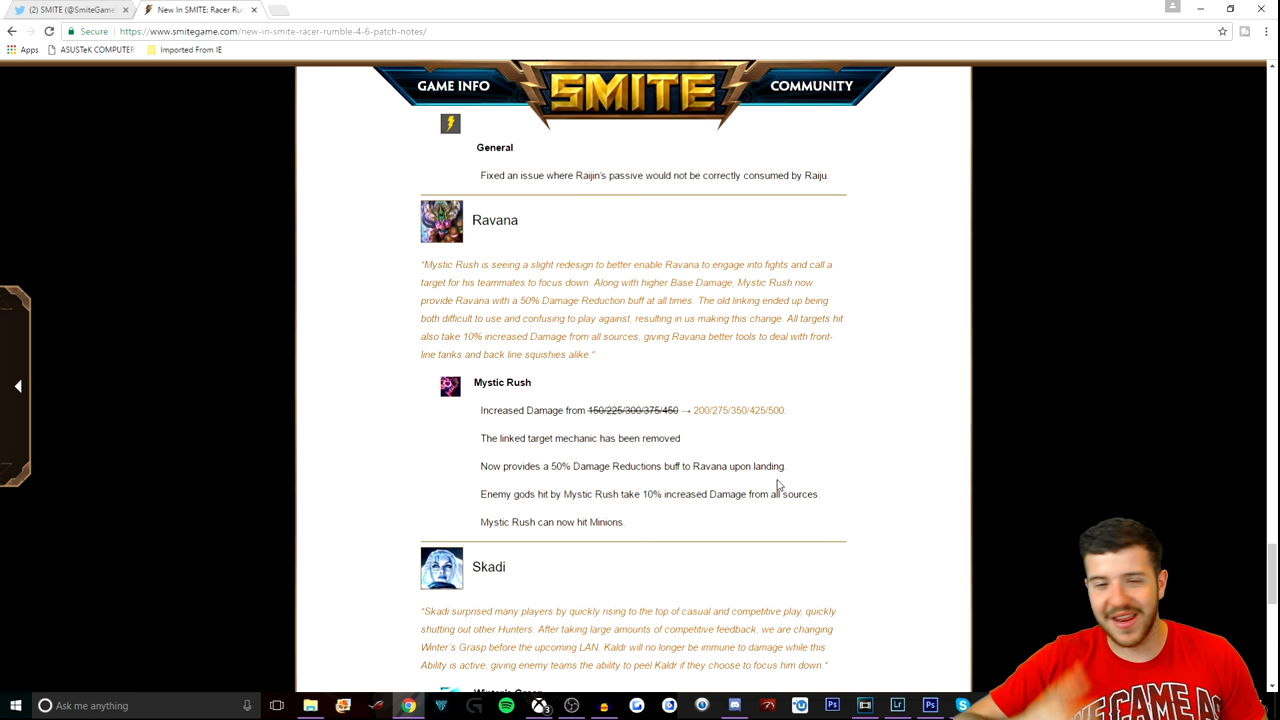 (2) SMITE (@SmiteGame
New In SMITE: Racer Ru
Secure
https://www.smitegame.com/new-in-smite-racer-rumble-4-6-patch-notes/
Apps
ASUSTeK COMPUTER
Imported From IE
GAME INFO
SMITE
COMMUNITY
General
Fixed an issue where Raijin's passive would not be correctly consumed by Raiju.
Ravana
"Mystic Rush is seeing a slight redesign to better enable Ravana to engage into fights and call a
target for his teammates to focus down. Along with higher Base Damage, Mystic Rush now
provide Ravana with a 50% Damage Reduction buff at all times. The old linking ended up being
both difficult to use and confusing to play against, resulting in us making this change. All targets hit
also take 10% increased Damage from all sources, giving Ravana better tools to deal with front-
line tanks and back line squishies alike."
Mystic Rush
Increased Damage from 150/225/300/375/450 → 200/275/350/425/500.
The linked target mechanic has been removed
Now provides a 50% Damage Reductions buff to Ravana upon landing.
Enemy gods hit by Mystic Rush take 10% increased Damage from all sources.
Mystic Rush can now hit Minions.
Skadi
"Skadi surprised many players by quickly rising to the top of casual and competitive play, quickly
shutting out other Hunters. After taking large amounts of competitive feedback, we are changing
Winter's Grasp before the upcoming LAN. Kaldr will no longer be immune to damage while this
Ability is active, giving enemy teams the ability to peel Kaldr if they choose to focus him down."
Winter's Grasp
Ask me anything